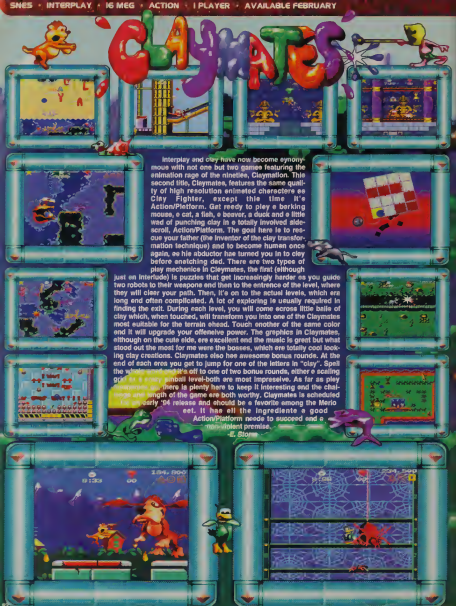 SNES • INTERPLAY • 16 MEG • ACTION • 1 PLAYER • AVAILABLE FEBRUARY
CLAYMATES
Interplay and clay have now become synony-
mous with not one but two games featuring the
animation rage of the nineties, Claymation. This
second title, Claymates, features the same quali-
ty of high resolution animated characters as
Clay Fighter, except this time it's
Action/Platform. Get ready to play a barking
mouse, a cat, a fish, a beaver, a duck and a little
wad of punching clay in a totally involved side-
scroll, Action/Platform. The goal here is to res-
cue your father (the inventor of the clay transfor-
mation technique) and to become human once
again, as his abductor has turned you in to clay
before snatching dad. There are two types of
play mechanics in Claymates, the first (although
just an interlude) is puzzles that get increasingly harder as you guide
two robots to their weapon and then to the entrance of the level, where
they will clear your path. Then, it's on to the actual levels, which are
long and often complicated. A lot of exploring is usually required in
finding the exit. During each level, you will come across little balls of
clay which, when touched, will transform you into one of the Claymates
most suitable for the terrain ahead. Touch another of the same color
and it will upgrade your offensive power. The graphics in Claymates,
although on the cute side, are excellent and the music is great but what
stood out the most for me were the bosses, which are totally cool look-
ing clay creations. Claymates also has awesome bonus rounds. At the
end of each area you get to jump for one of the letters in "clay". Spell
the whole word and it's off to one of two bonus rounds, either a scaling
level-both are most impressive. As for as play
there is plenty here to keep it interesting and the chal-
length of the game are both worthy. Claymates is scheduled
early '94 release and should be a favorite among the Mario
set. It has all the ingredients a good
Action/Platform needs to succeed and a
non-violent premise.
-E. Storm